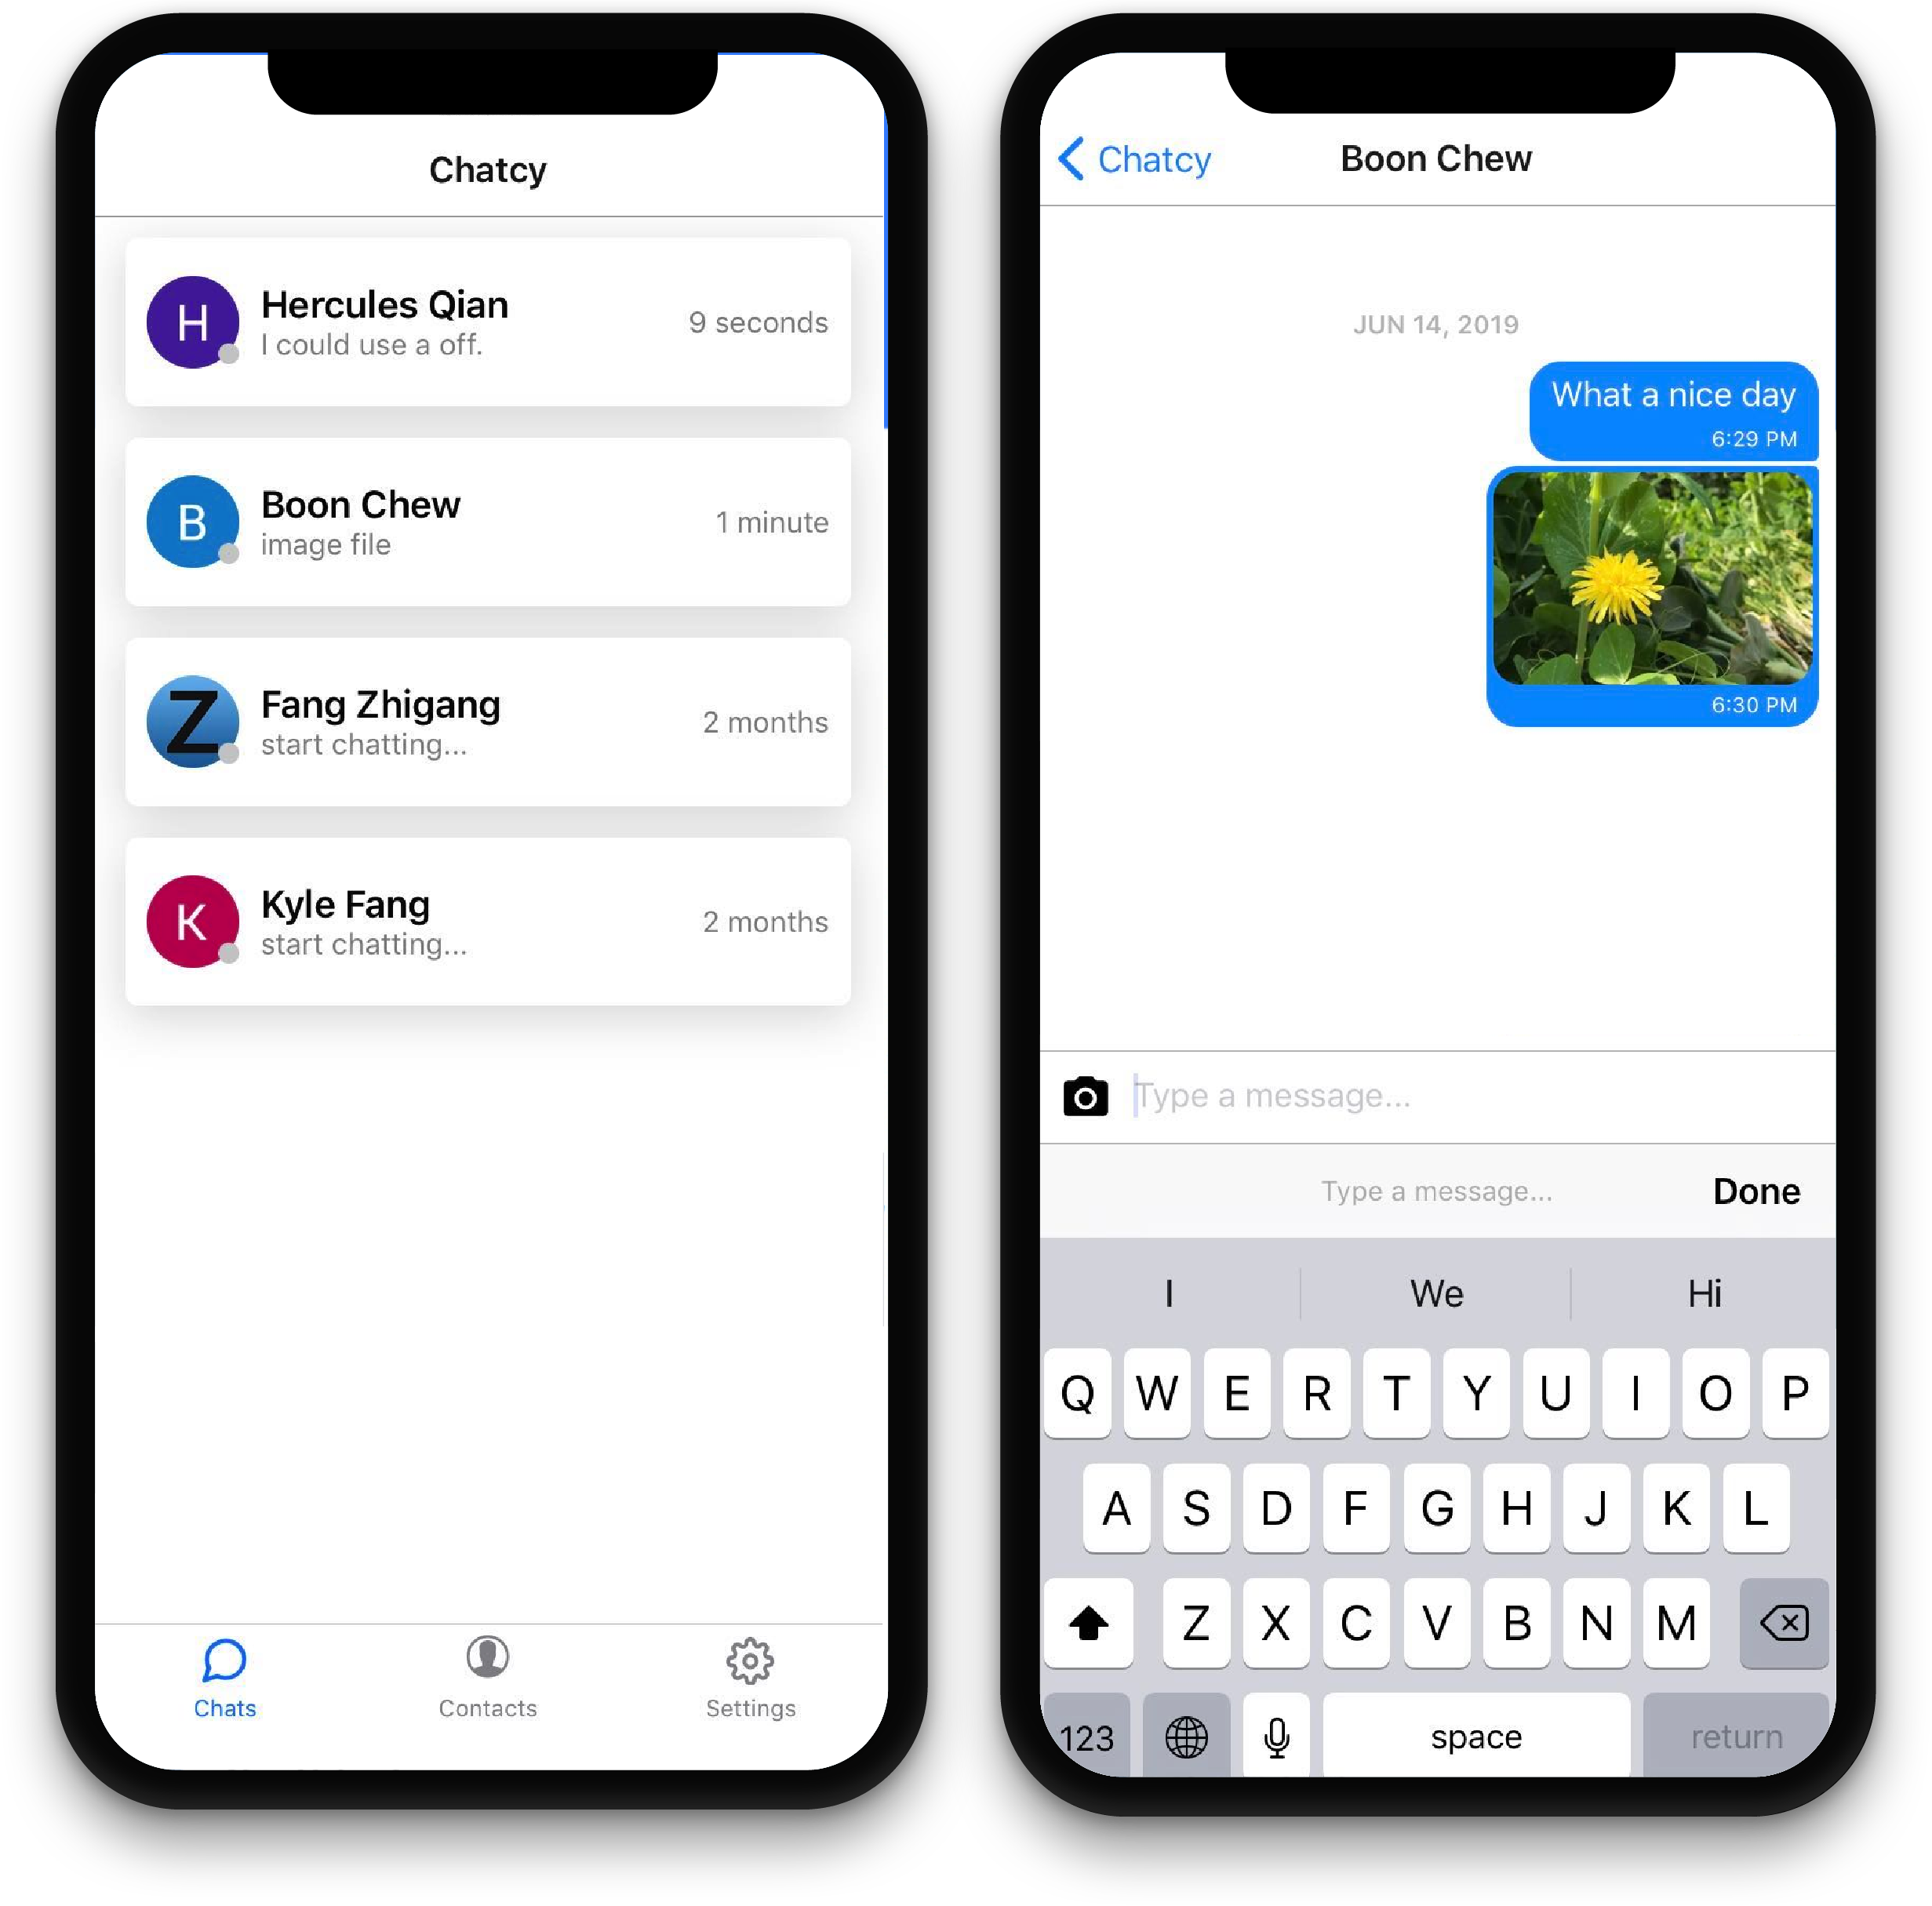 Chatcy
H
Hercules Qian
I could use a off.
9 seconds
B
Boon Chew
image file
1 minute
Z
Fang Zhigang
start chatting...
2 months
K
Kyle Fang
start chatting...
2 months
Chats
Contacts
Settings
Chatcy
Boon Chew
JUN 14, 2019
What a nice day
6:29 PM
6:30 PM
Type a message...
Type a message...
Done
I We Hi
Q W E R T Y U I O P
A S D F G H J K L
Z X C V B N M
123 space return